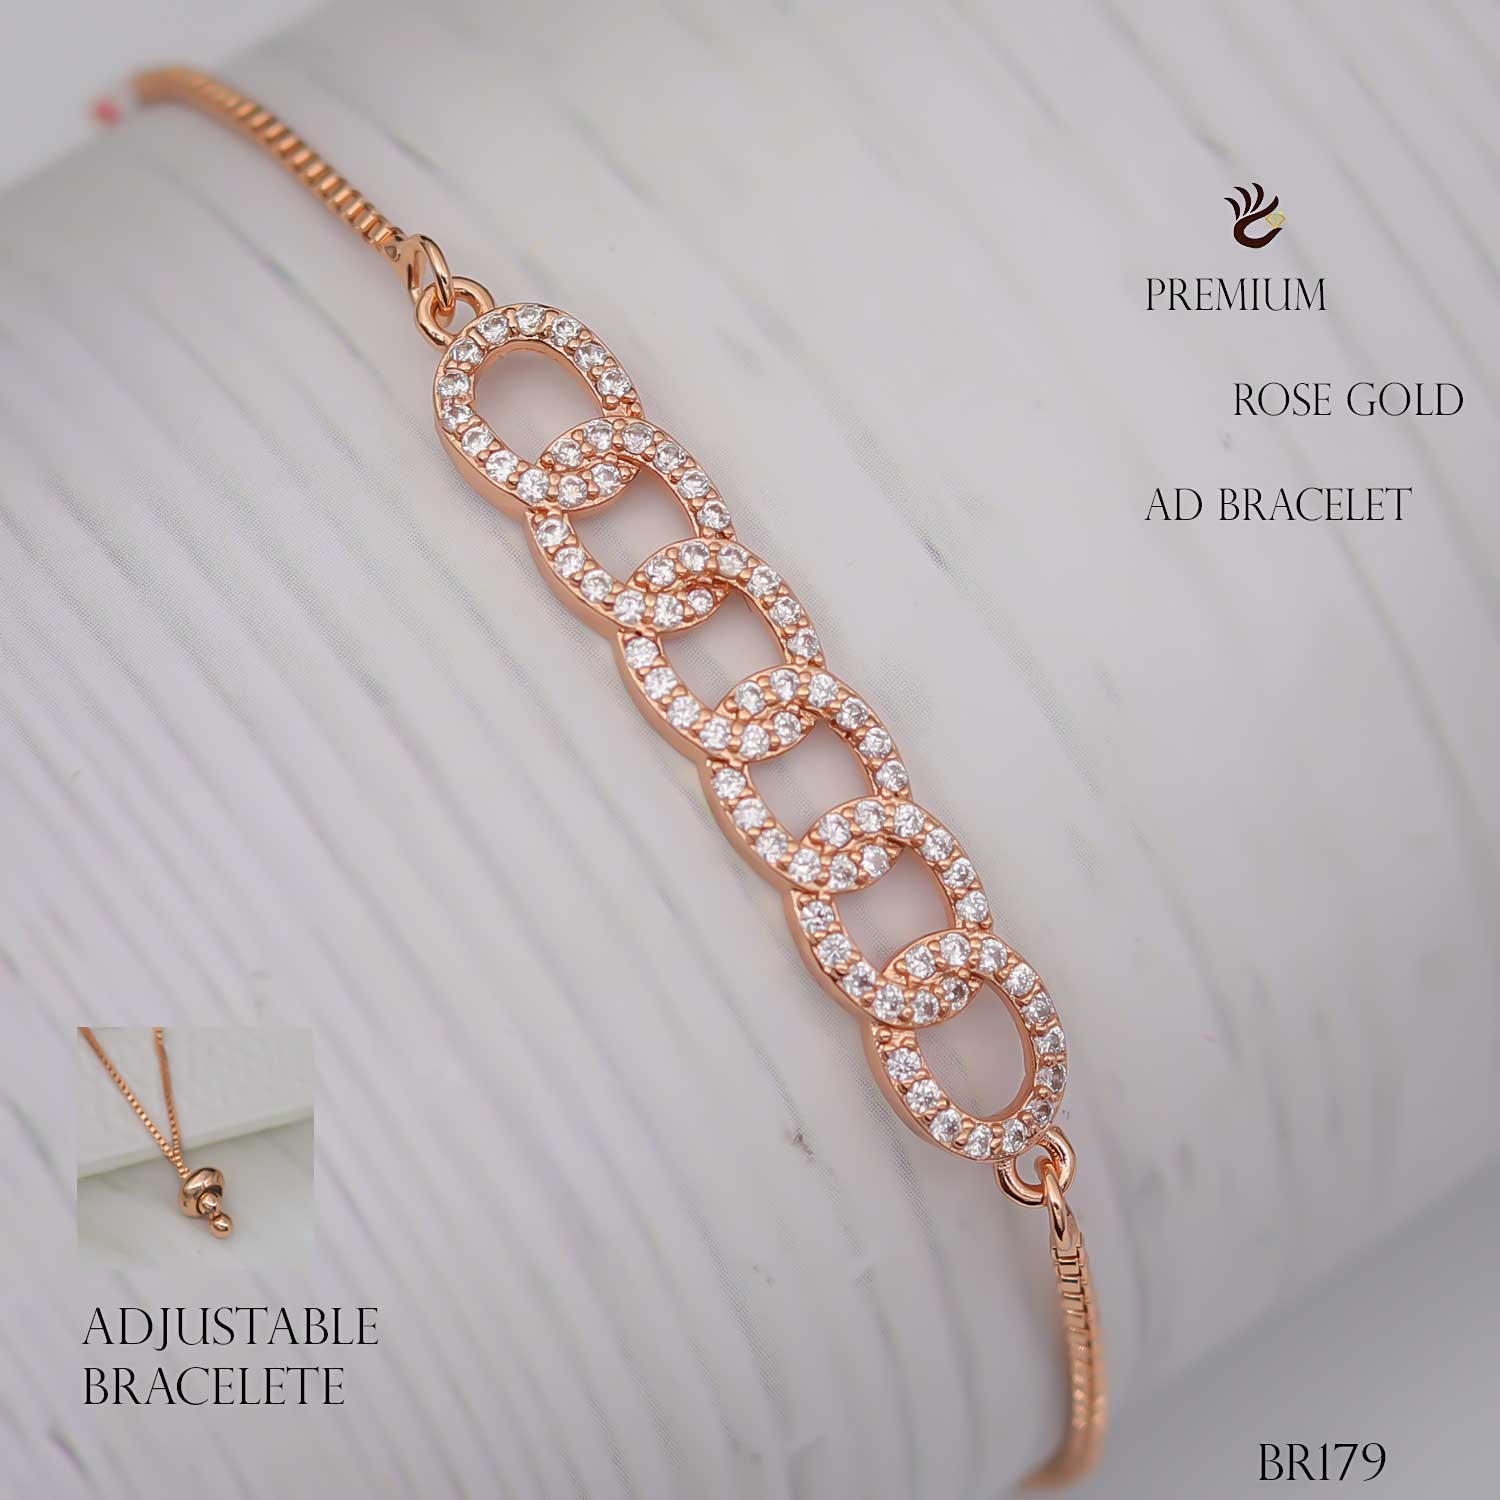 PREMIUM
ROSE GOLD
AD BRACELET
ADJUSTABLE
BRACELETE
BR179